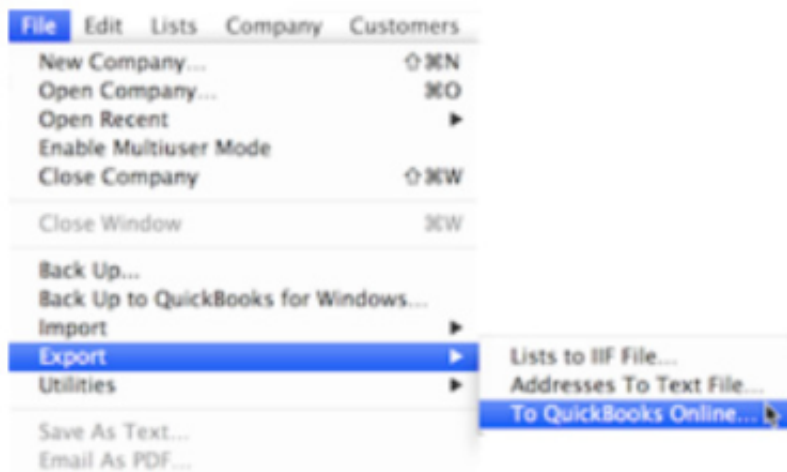 File Edit Lists Company Customers
New Company... ⇧⌘N
Open Company... ⌘O
Open Recent ▶
Enable Multiuser Mode
Close Company ⇧⌘W
Close Window ⌘W
Back Up...
Back Up to QuickBooks for Windows...
Import ▶
Export ▶
Lists to IIF File...
Addresses To Text File...
To QuickBooks Online...
Utilities ▶
Save As Text...
Email As PDF...